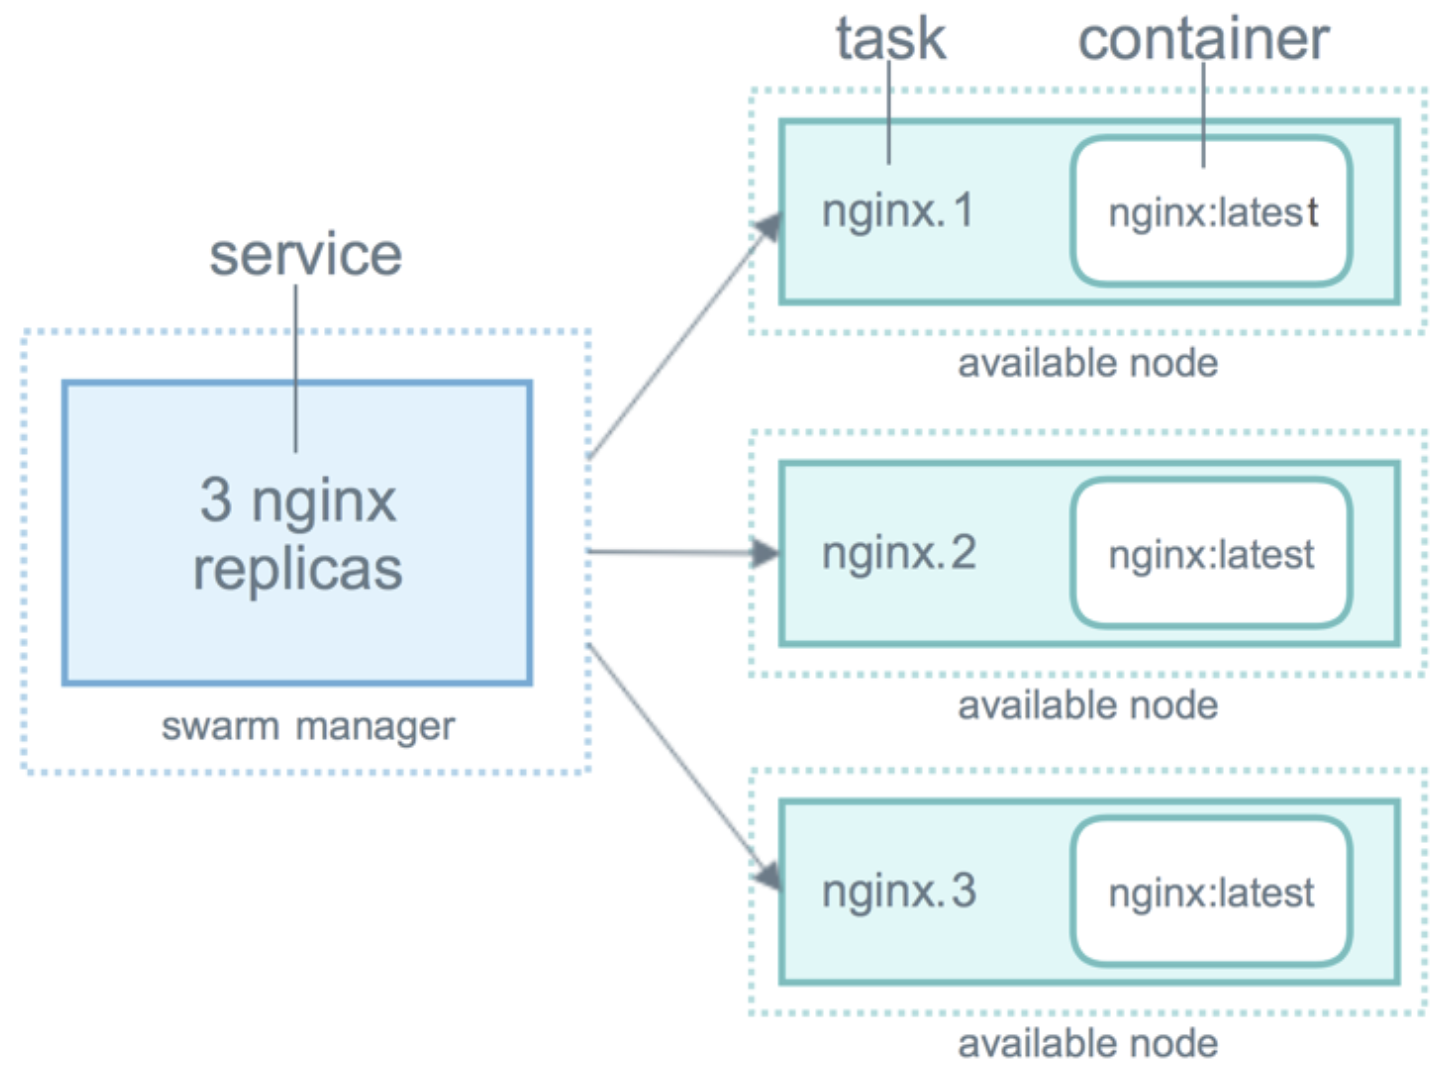 task
container
nginx.1
nginx:latest
available node
service
3 nginx
replicas
swarm manager
nginx.2
nginx:latest
available node
nginx.3
nginx:latest
available node